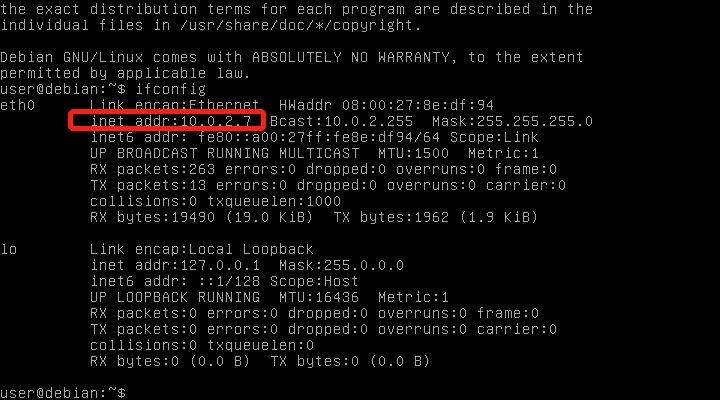 the exact distribution terms for each program are described in the
individual files in /usr/share/doc/*/copyright.
Debian GNU/Linux comes with ABSOLUTELY NO WARRANTY, to the extent
permitted by applicable law.
user@debian:~$ ifconfig
eth0      Link encap:Ethernet  HWaddr 08:00:27:8e:df:94
          inet addr:10.0.2.7  Bcast:10.0.2.255  Mask:255.255.255.0
          inet6 addr: fe80::a00:27ff:fe8e:df94/64 Scope:Link
          UP BROADCAST RUNNING MULTICAST  MTU:1500  Metric:1
          RX packets:263 errors:0 dropped:0 overruns:0 frame:0
          TX packets:13 errors:0 dropped:0 overruns:0 carrier:0
          collisions:0 txqueuelen:1000
          RX bytes:19490 (19.0 KiB)  TX bytes:1962 (1.9 KiB)
lo        Link encap:Local Loopback
          inet addr:127.0.0.1  Mask:255.0.0.0
          inet6 addr: ::1/128 Scope:Host
          UP LOOPBACK RUNNING  MTU:16436  Metric:1
          RX packets:0 errors:0 dropped:0 overruns:0 frame:0
          TX packets:0 errors:0 dropped:0 overruns:0 carrier:0
          collisions:0 txqueuelen:0
          RX bytes:0 (0.0 B)  TX bytes:0 (0.0 B)
user@debian:~$